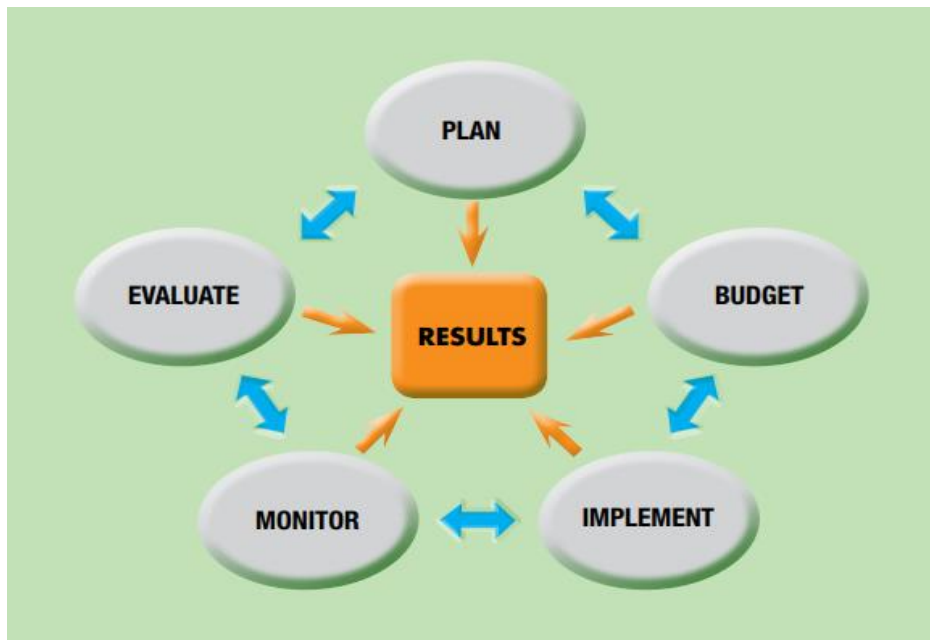 PLAN
EVALUATE
BUDGET
RESULTS
MONITOR
IMPLEMENT